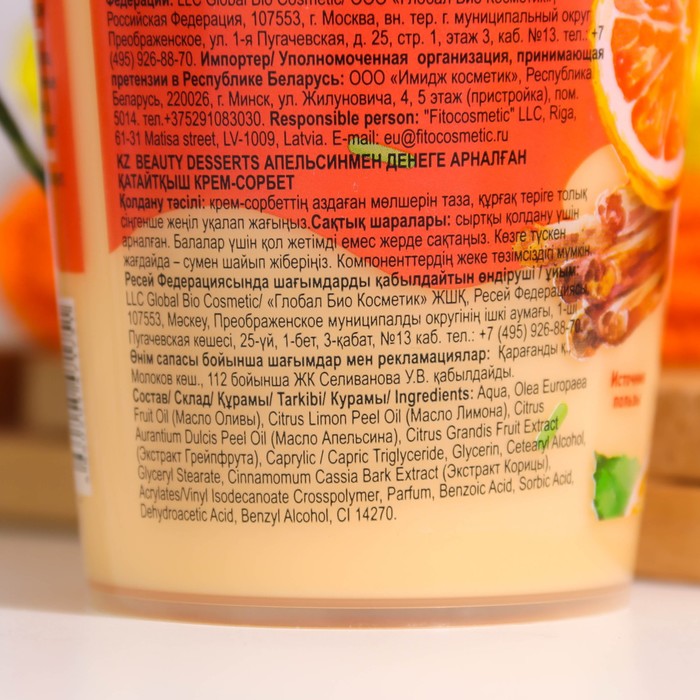 Федерации: LLC Global Bio Cosmetic/ ООО «Глобал Био Косметик»,
Российская Федерация, 107553, г. Москва, вн. тер. г. муниципальный округ
Преображенское, ул. 1-я Пугачевская, д. 25, стр. 1, этаж 3, каб. №13. тел.: +7
(495) 926-88-70. Импортер/ Уполномоченная организация, принимающая
претензии в Республике Беларусь: ООО «Имидж косметик», Республика
Беларусь, 220026, г. Минск, ул. Жилуновича, 4, 5 этаж (пристройка), пом.
5014. тел.+375291083030. Responsible person: "Fitocosmetic" LLC, Riga,
61-31 Matisa street, LV-1009, Latvia. E-mail: eu@fitocosmetic.ru
KZ BEAUTY DESSERTS АПЕЛЬСИНМЕН ДЕНЕГЕ АРНАЛҒАН
ҚАТАЙТҚЫШ КРЕМ-СОРБЕТ
Қолдану тәсілі: крем-сорбеттің аздаған мөлшерін таза, құрғақ теріге толық
сіңгенше жеңіл уқалап жағыңыз.Сақтық шаралары: сыртқы қолдану үшін
арналған. Балалар үшін қол жетімді емес жерде сақтаңыз. Көзге түскен
жағдайда – сумен шайып жіберіңіз. Компоненттердің жеке төзімсіздігі мүмкін.
Ресей Федерациясында шағымдарды қабылдайтын өндіруші / ұйым:
LLC Global Bio Cosmetic/ «Глобал Био Косметик» ЖШҚ, Ресей Федерациясы,
107553, Мәскеу, Преображенское муниципалды округінің ішкі аумағы, 1-ші
Пугачевская көшесі, 25-үй, 1-бет, 3-қабат, №13 каб. тел.: +7 (495) 926-88-70.
Өнім сапасы бойынша шағымдар мен рекламациялар: Қарағанды қ.,
Молоков көш., 112 бойынша ЖК Селиванова У.В. қабылдайды.
Состав/ Склад/ Құрамы/ Tarkibi/ Курамы/ Ingredients: Aqua, Olea Europaea
Fruit Oil (Масло Оливы), Citrus Limon Peel Oil (Масло Лимона), Citrus
Aurantium Dulcis Peel Oil (Масло Апельсина), Citrus Grandis Fruit Extract
(Экстракт Грейпфрута), Caprylic / Capric Triglyceride, Glycerin, Cetearyl Alcohol,
Glyceryl Stearate, Cinnamomum Cassia Bark Extract (Экстракт Корицы),
Acrylates/Vinyl Isodecanoate Crosspolymer, Parfum, Benzoic Acid, Sorbic Acid,
Dehydroacetic Acid, Benzyl Alcohol, CI 14270.
Источник
пользы